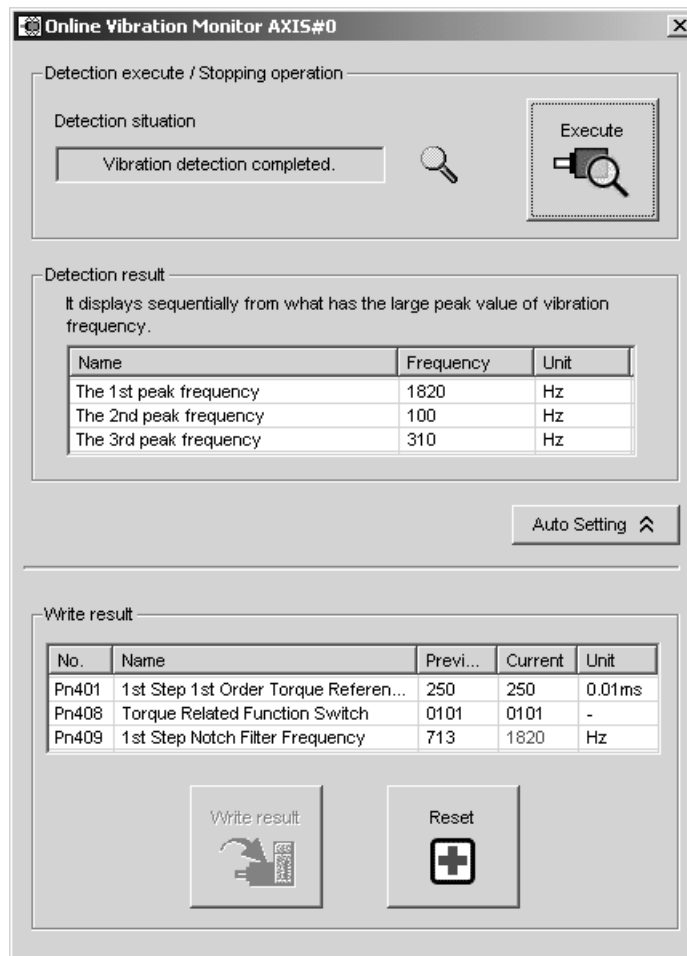 Online Vibration Monitor AXIS#0
Detection execute / Stopping operation
Detection situation
Vibration detection completed.
Execute
Detection result
It displays sequentially from what has the large peak value of vibration
frequency.
Name Frequency Unit
The 1st peak frequency 1820 Hz
The 2nd peak frequency 100 Hz
The 3rd peak frequency 310 Hz
Auto Setting
Write result
No. Name Previ... Current Unit
Pn401 1st Step 1st Order Torque Referen... 250 250 0.01ms
Pn408 Torque Related Function Switch 0101 0101 -
Pn409 1st Step Notch Filter Frequency 713 1820 Hz
Write result
Reset